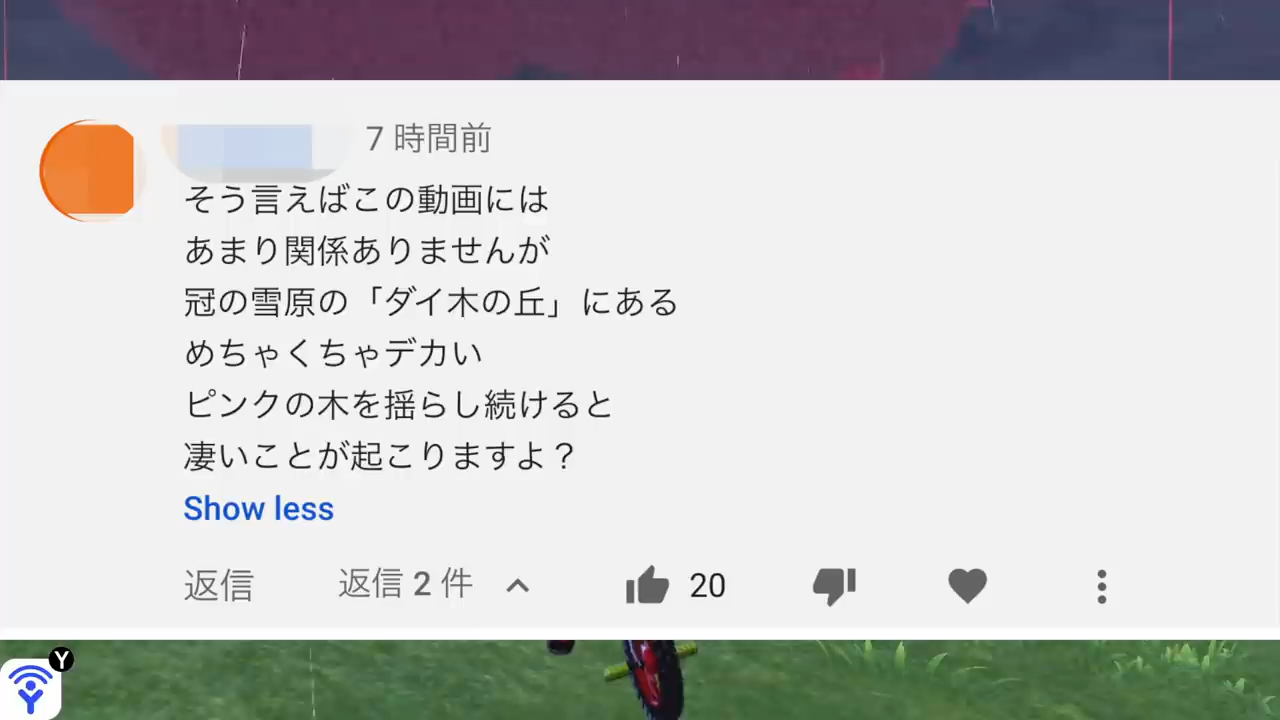 7 時間前
そう言えばこの動画には
あまり関係ありませんが
冠の雪原の「ダイ木の丘」にある
めちゃくちゃデカい
ピンクの木を揺らし続けると
凄いことが起こりますよ？
Show less
返信 返信 2 件 20
Y